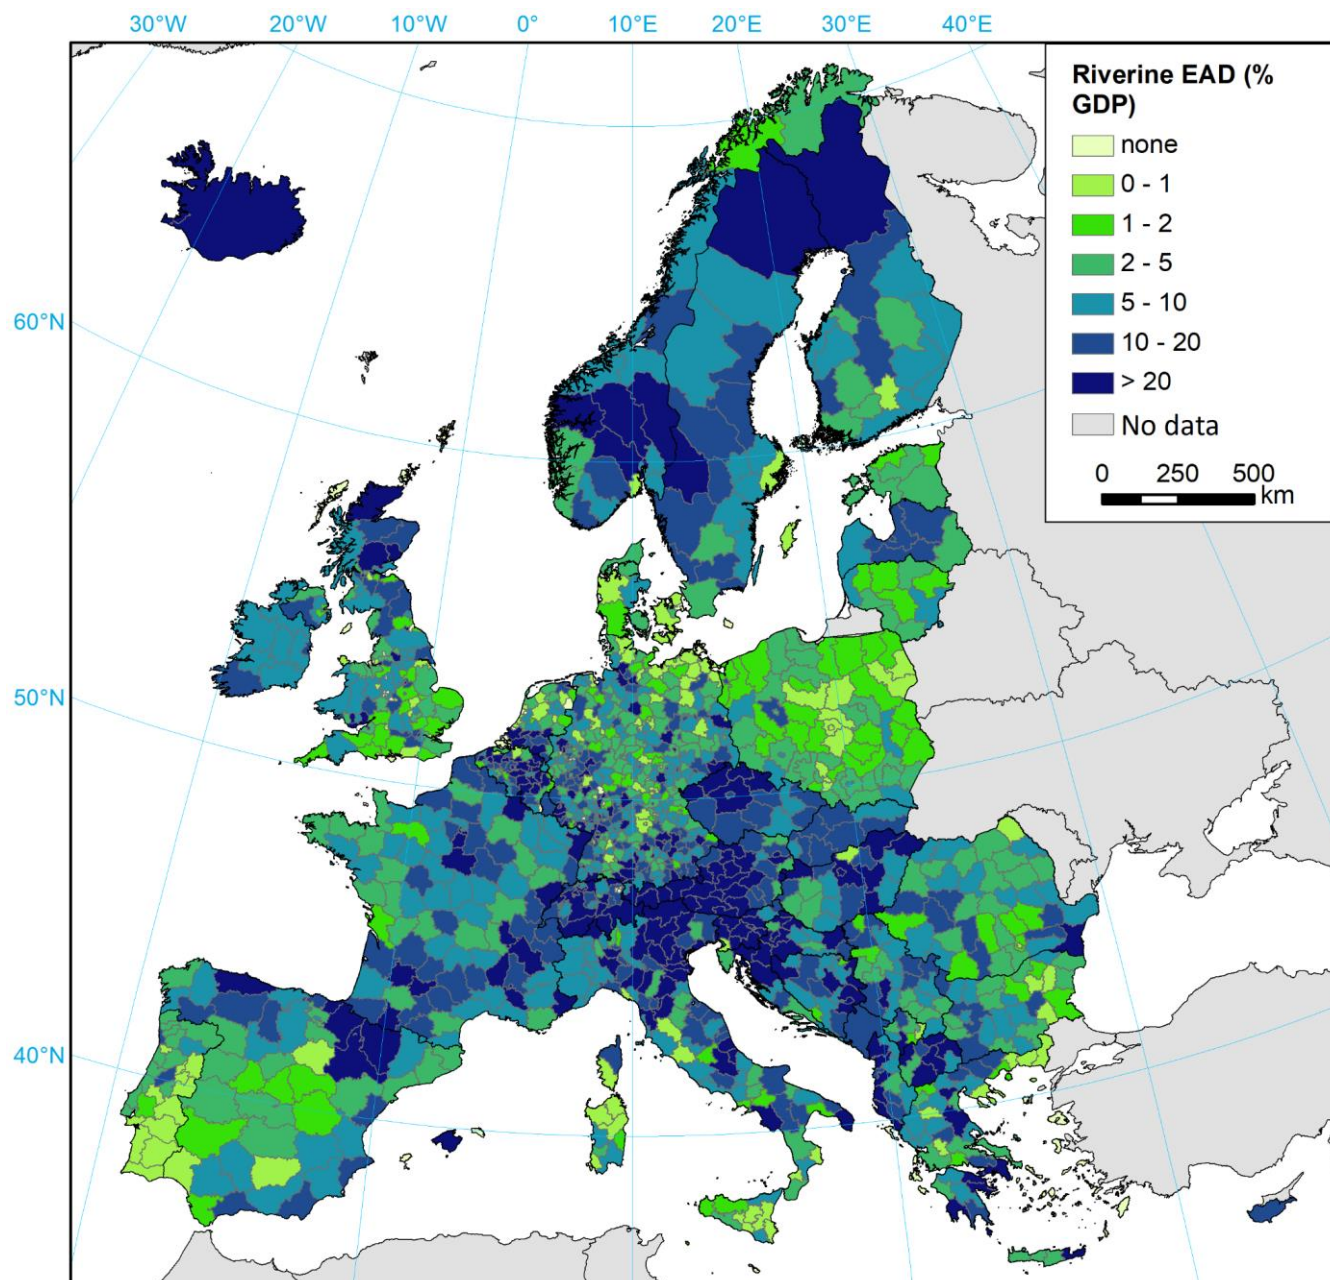 30°W 20°W 10°W 0° 10°E 20°E 30°E 40°E
Riverine EAD (%
GDP)
none
0 - 1
1 - 2
2 - 5
5 - 10
10 - 20
> 20
No data
0 250 500
km
60°N
50°N
40°N